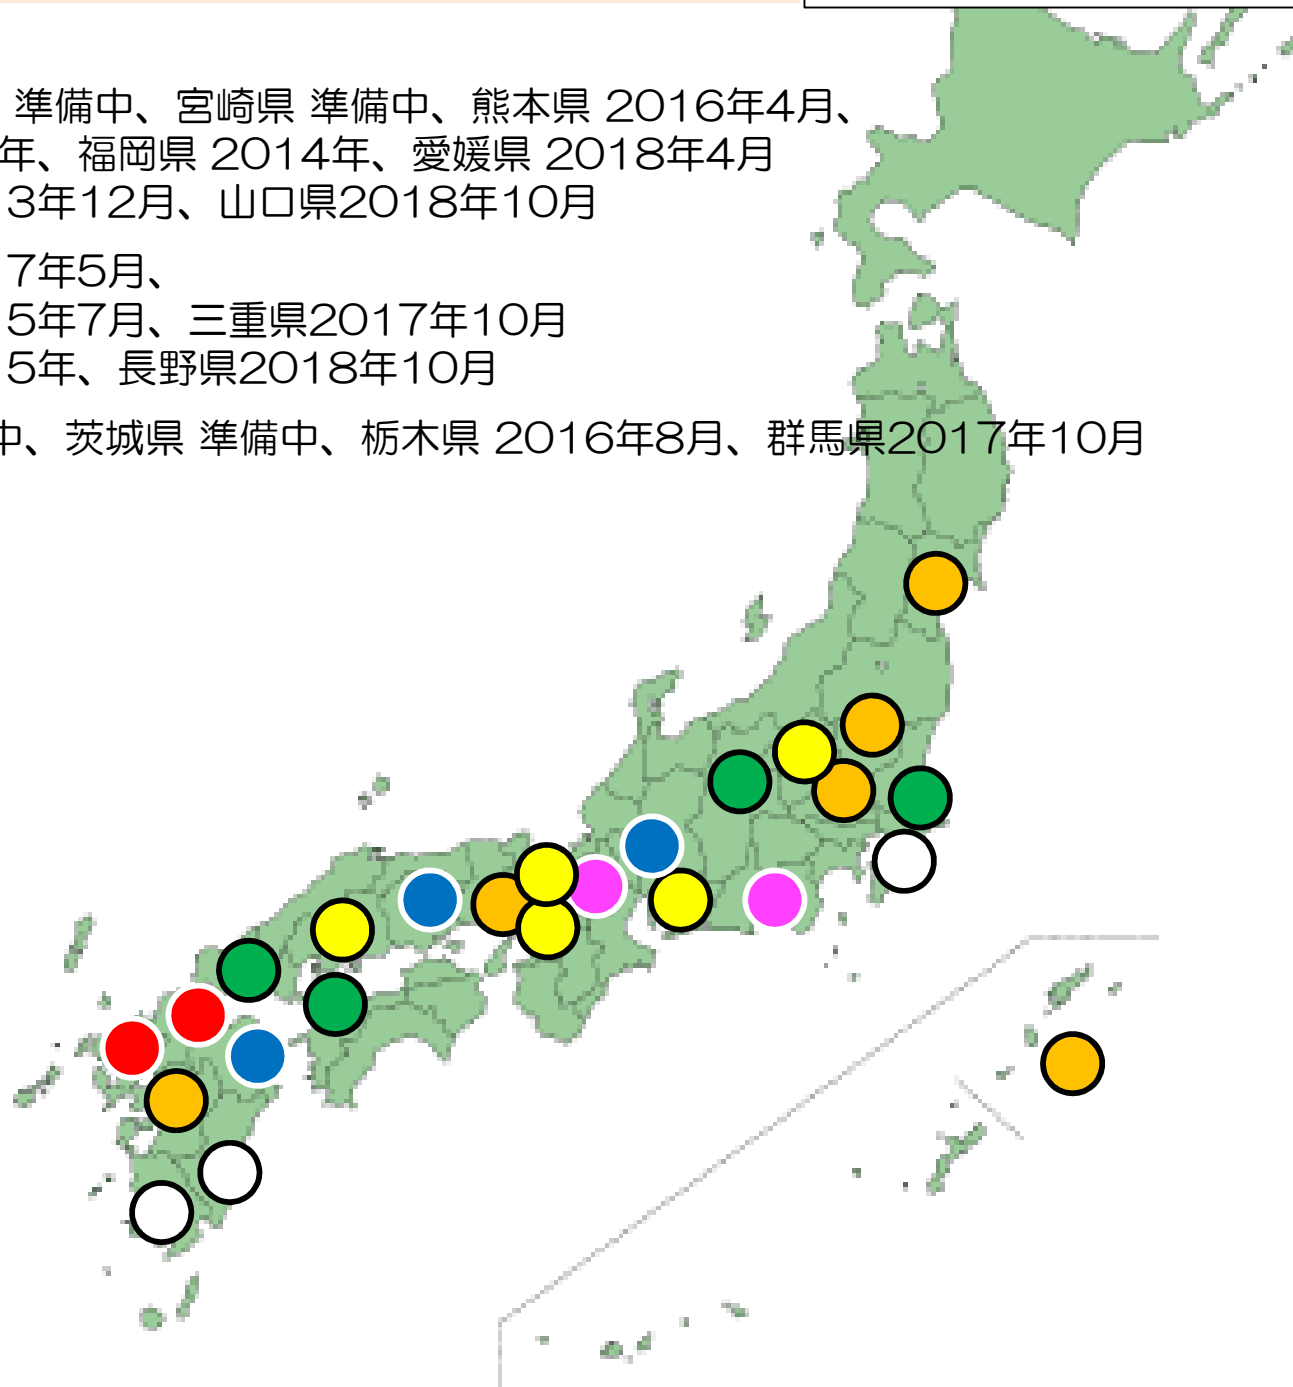 準備中、宮崎県 準備中、熊本県 2016年4月、
年、福岡県 2014年、愛媛県 2018年4月
3年12月、山口県2018年10月
7年5月、
5年7月、三重県2017年10月
5年、長野県2018年10月
中、茨城県 準備中、栃木県 2016年8月、群馬県2017年10月